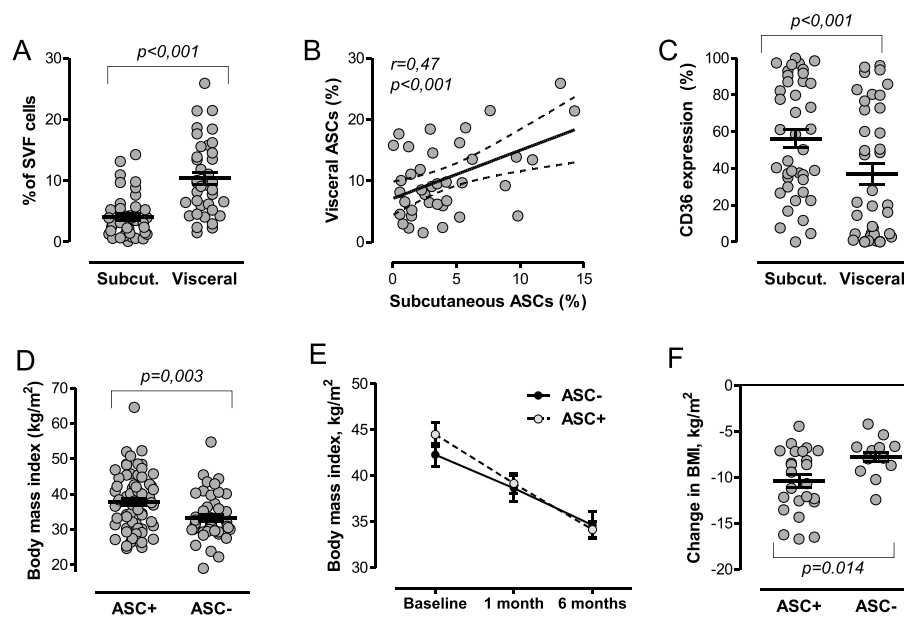 A
p<0,001
% of SVF cells
30
20
10
0
Subcut. Visceral
B
r=0,47
p<0,001
Visceral ASCs (%)
30
20
10
0
0 5 10 15
Subcutaneous ASCs (%)
C
p<0,001
CD36 expression (%)
100
80
60
40
20
0
Subcut. Visceral
D
p=0,003
Body mass index (kg/m²)
70
60
50
40
30
20
ASC+ ASC-
E
Body mass index, kg/m²
50
45
40
35
30
ASC-
ASC+
Baseline 1 month 6 months
F
Change in BMI, kg/m²
0
-5
-10
-15
-20
p=0.014
ASC+ ASC-